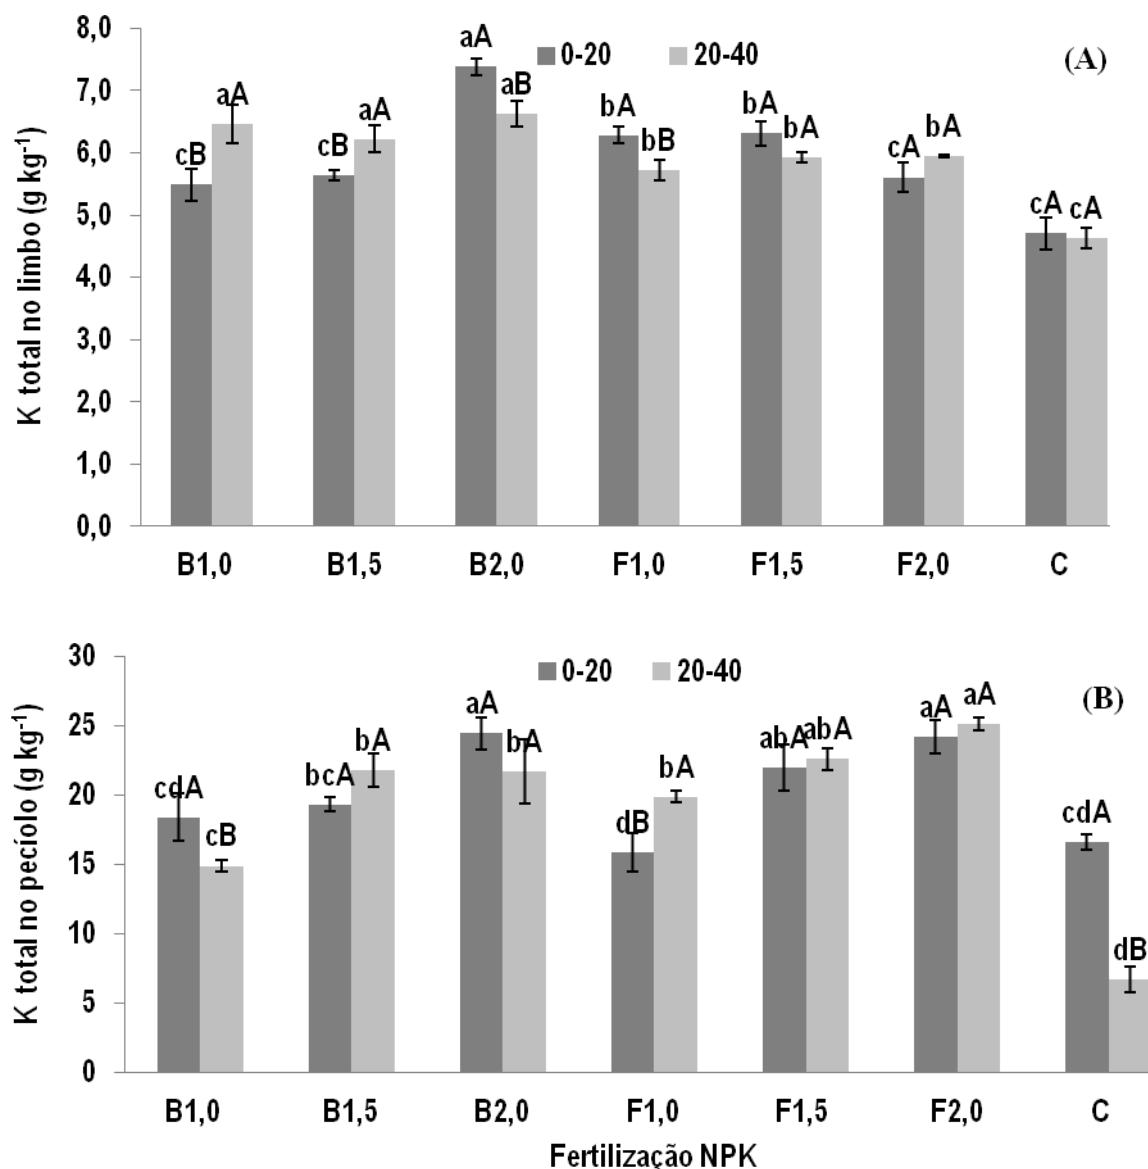 8,0
7,0
6,0
5,0
4,0
3,0
2,0
1,0
0,0
K total no limbo (g kg-1)
0-20 20-40
(A)
cB aA cB aA aA aB bA bB bA bA cA bA cA cA
B1,0 B1,5 B2,0 F1,0 F1,5 F2,0 C
30
25
20
15
10
5
0
K total no pecíolo (g kg-1)
0-20 20-40
(B)
cdA cB bcA bA aA bA dB bA abA abA aA aA cdA dB
B1,0 B1,5 B2,0 F1,0 F1,5 F2,0 C
Fertilização NPK